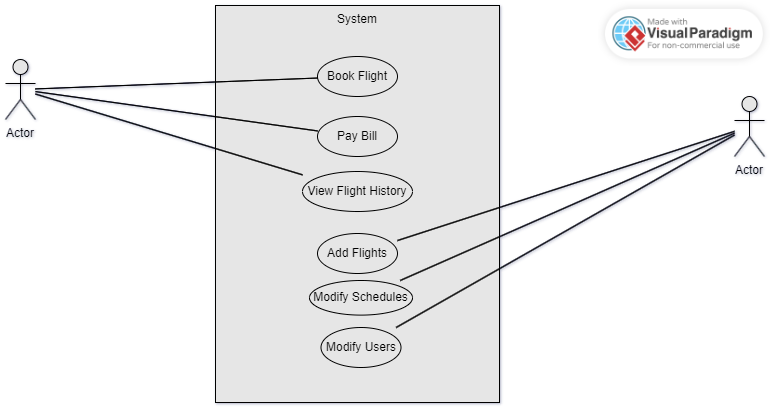 System
Made with
Visual Paradigm
For non-commercial use
Book Flight
Actor
Pay Bill
Actor
View Flight History
Add Flights
Modify Schedules
Modify Users